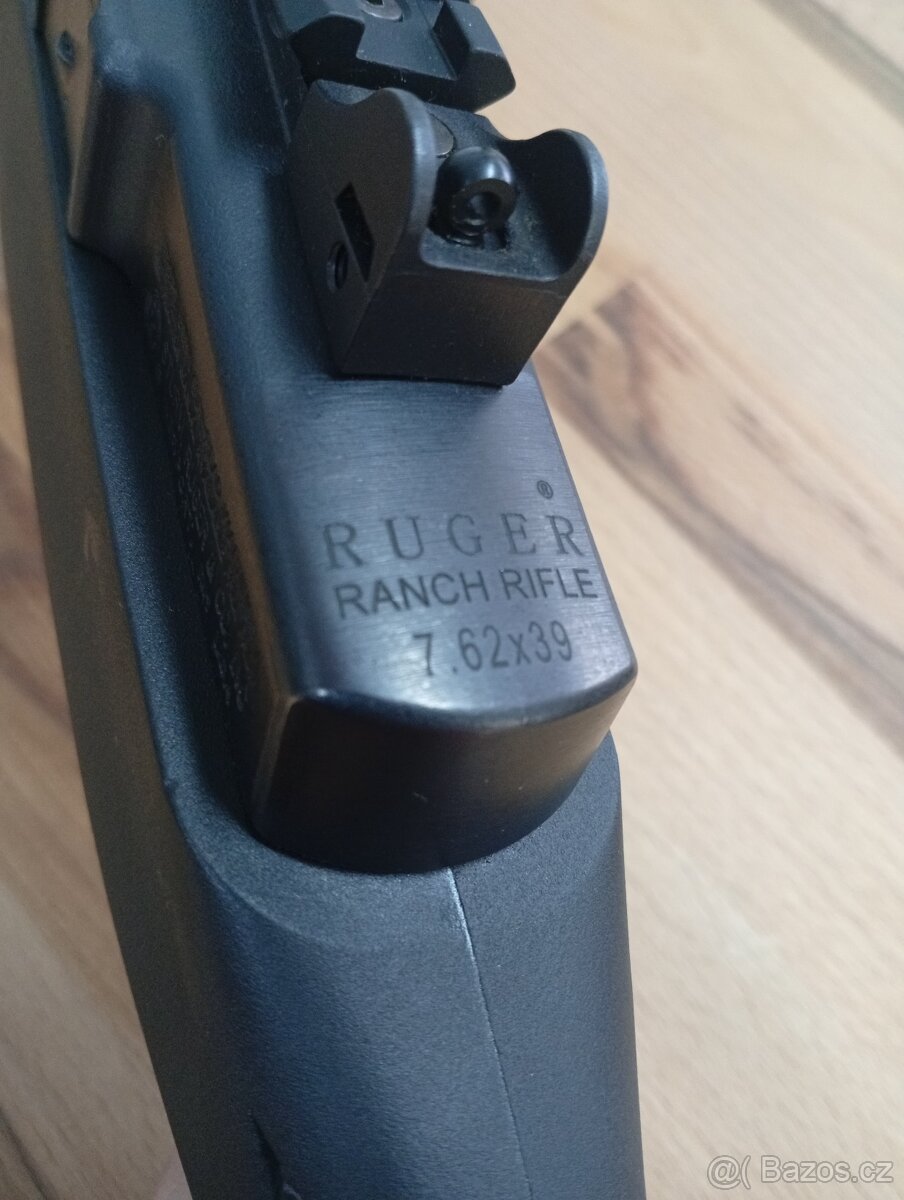 ®
RUGER
RANCH RIFLE
7.62x39
@( Bazos.cz